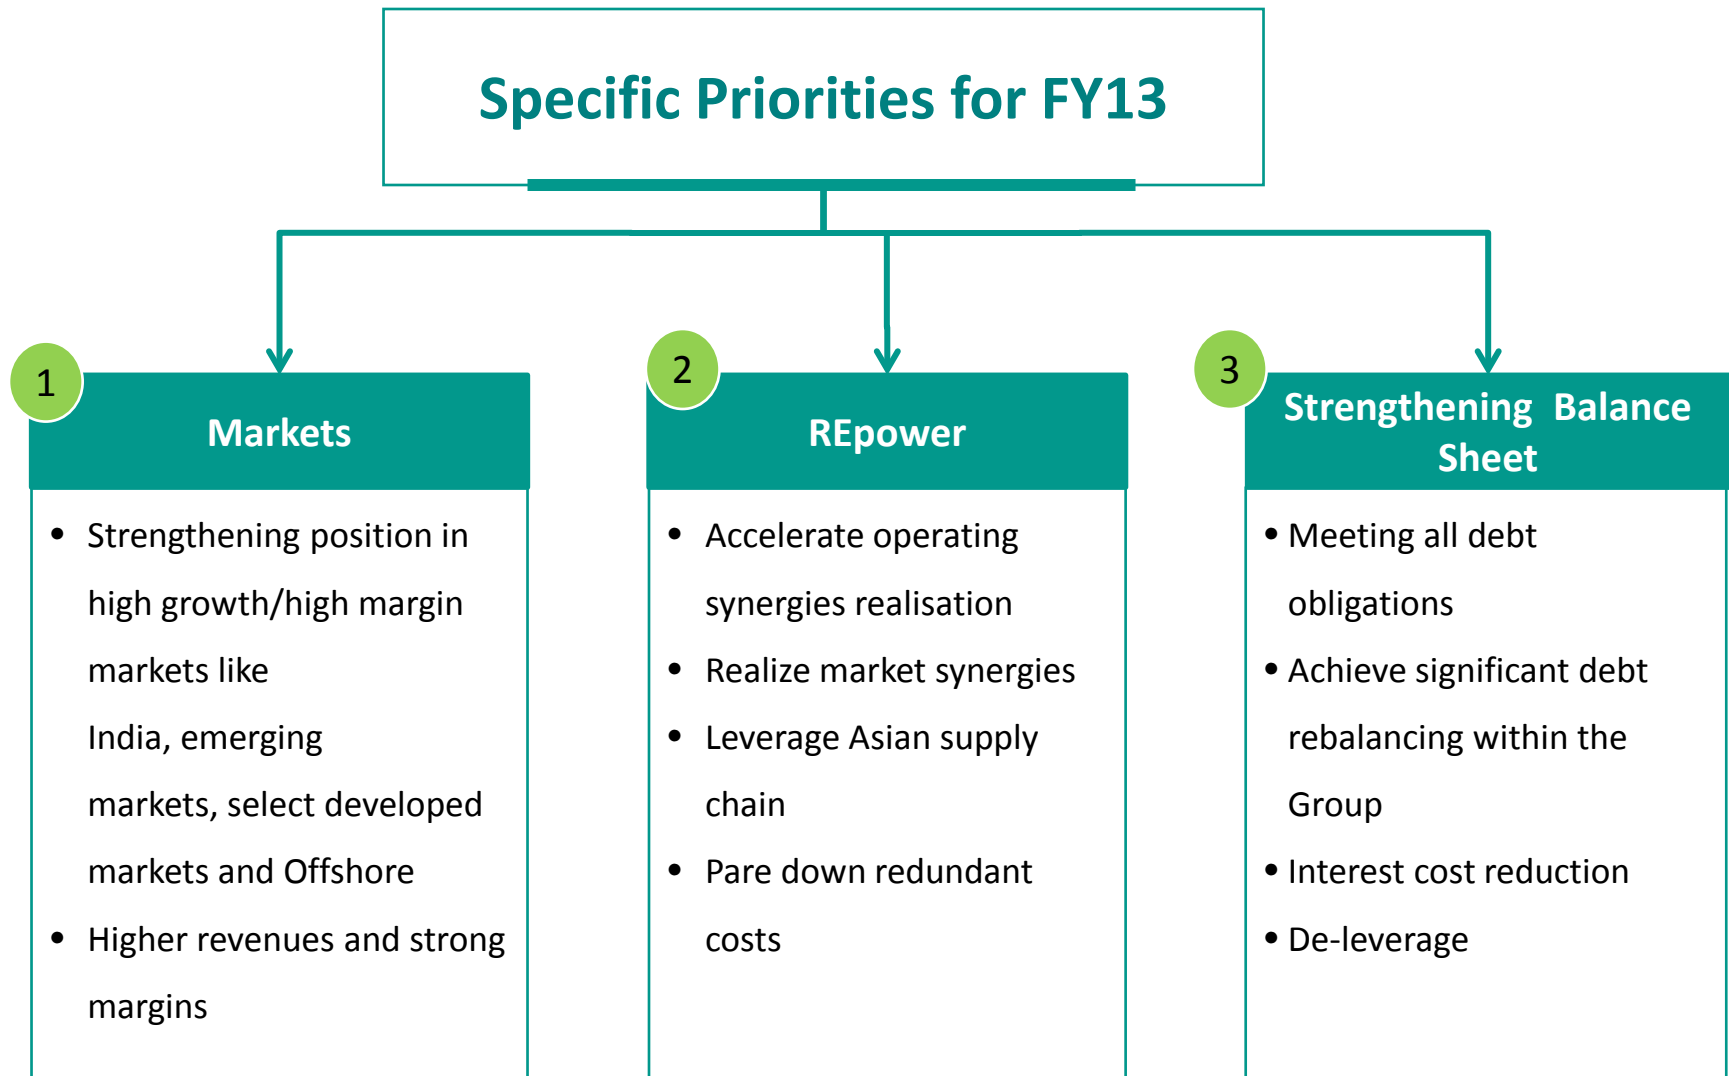 Specific Priorities for FY13
1
Markets
• Strengthening position in
high growth/high margin
markets like
India, emerging
markets, select developed
markets and Offshore
• Higher revenues and strong
margins
2
REpower
• Accelerate operating
synergies realisation
• Realize market synergies
• Leverage Asian supply
chain
• Pare down redundant
costs
3
Strengthening Balance
Sheet
• Meeting all debt
obligations
• Achieve significant debt
rebalancing within the
Group
• Interest cost reduction
• De-leverage